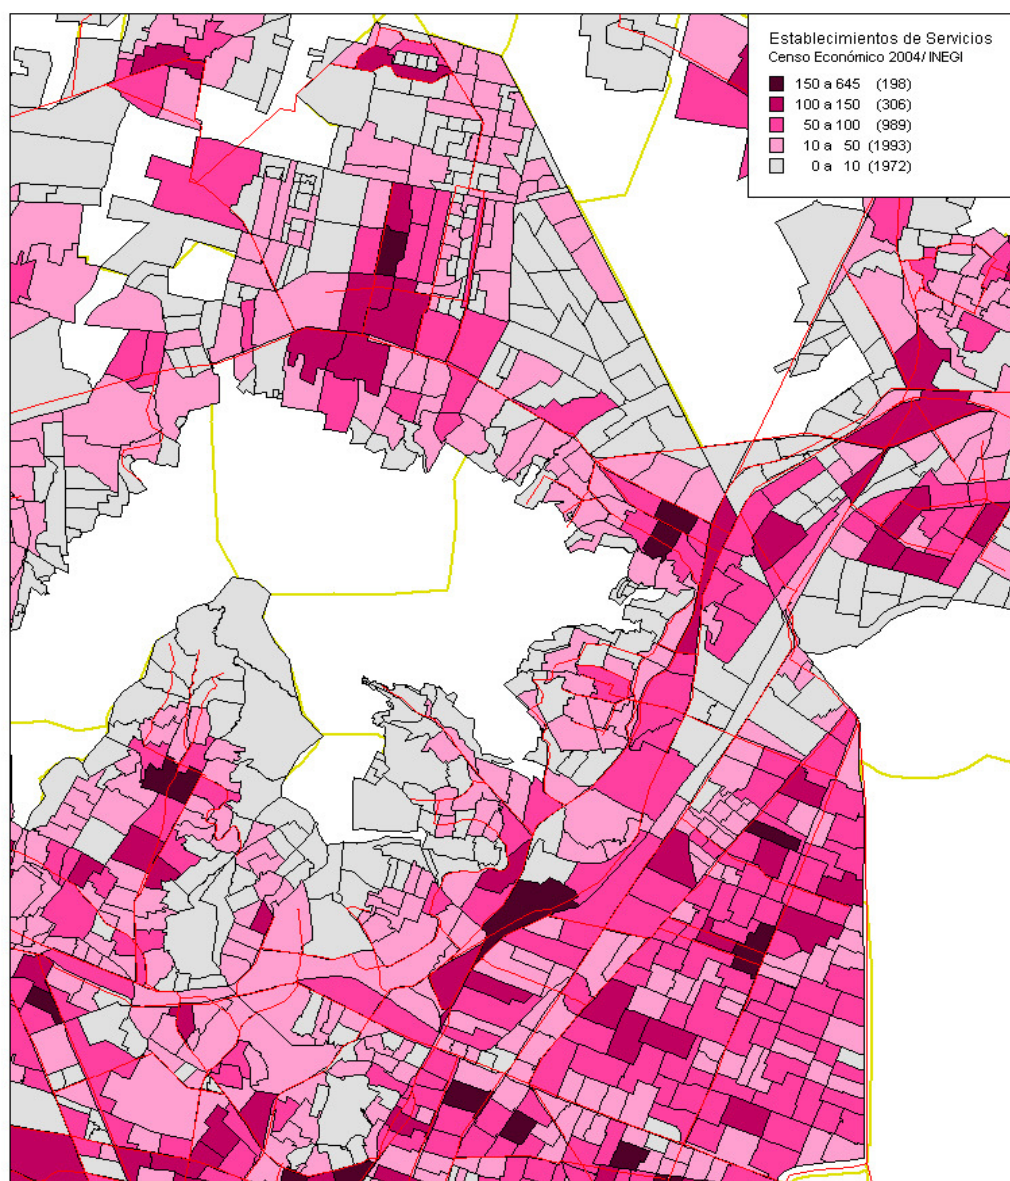 Establecimientos de Servicios
Censo Económico 2004/ INEGI
150 a 645 (198)
100 a 150 (306)
50 a 100 (989)
10 a 50 (1993)
0 a 10 (1972)